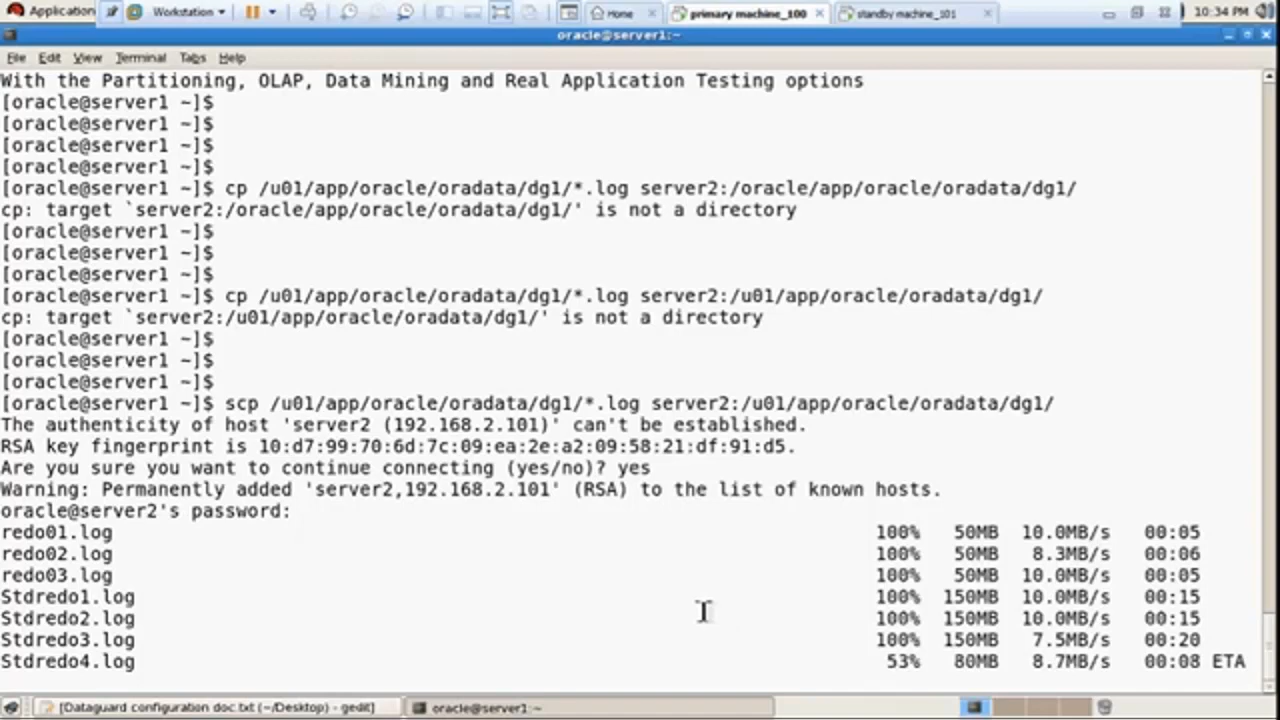 Application
Workstation
Home
primary machine_100
standby machine_101
10:34 PM
oracle@server1:~
File Edit View Terminal Tabs Help
With the Partitioning, OLAP, Data Mining and Real Application Testing options
[oracle@server1 ~]$
[oracle@server1 ~]$
[oracle@server1 ~]$
[oracle@server1 ~]$
[oracle@server1 ~]$ cp /u01/app/oracle/oradata/dg1/*.log server2:/oracle/app/oracle/oradata/dg1/
cp: target `server2:/oracle/app/oracle/oradata/dg1/' is not a directory
[oracle@server1 ~]$
[oracle@server1 ~]$
[oracle@server1 ~]$
[oracle@server1 ~]$ cp /u01/app/oracle/oradata/dg1/*.log server2:/u01/app/oracle/oradata/dg1/
cp: target `server2:/u01/app/oracle/oradata/dg1/' is not a directory
[oracle@server1 ~]$
[oracle@server1 ~]$
[oracle@server1 ~]$
[oracle@server1 ~]$ scp /u01/app/oracle/oradata/dg1/*.log server2:/u01/app/oracle/oradata/dg1/
The authenticity of host 'server2 (192.168.2.101)' can't be established.
RSA key fingerprint is 10:d7:99:70:6d:7c:09:ea:2e:a2:09:58:21:df:91:d5.
Are you sure you want to continue connecting (yes/no)? yes
Warning: Permanently added 'server2,192.168.2.101' (RSA) to the list of known hosts.
oracle@server2's password:
redo01.log 100% 50MB 10.0MB/s 00:05
redo02.log 100% 50MB 8.3MB/s 00:06
redo03.log 100% 50MB 10.0MB/s 00:05
Stdredo1.log 100% 150MB 10.0MB/s 00:15
Stdredo2.log 100% 150MB 10.0MB/s 00:15
Stdredo3.log 100% 150MB 7.5MB/s 00:20
Stdredo4.log 53% 80MB 8.7MB/s 00:08 ETA
[Dataguard configuration doc.txt (~/Desktop) - gedit]
oracle@server1:~